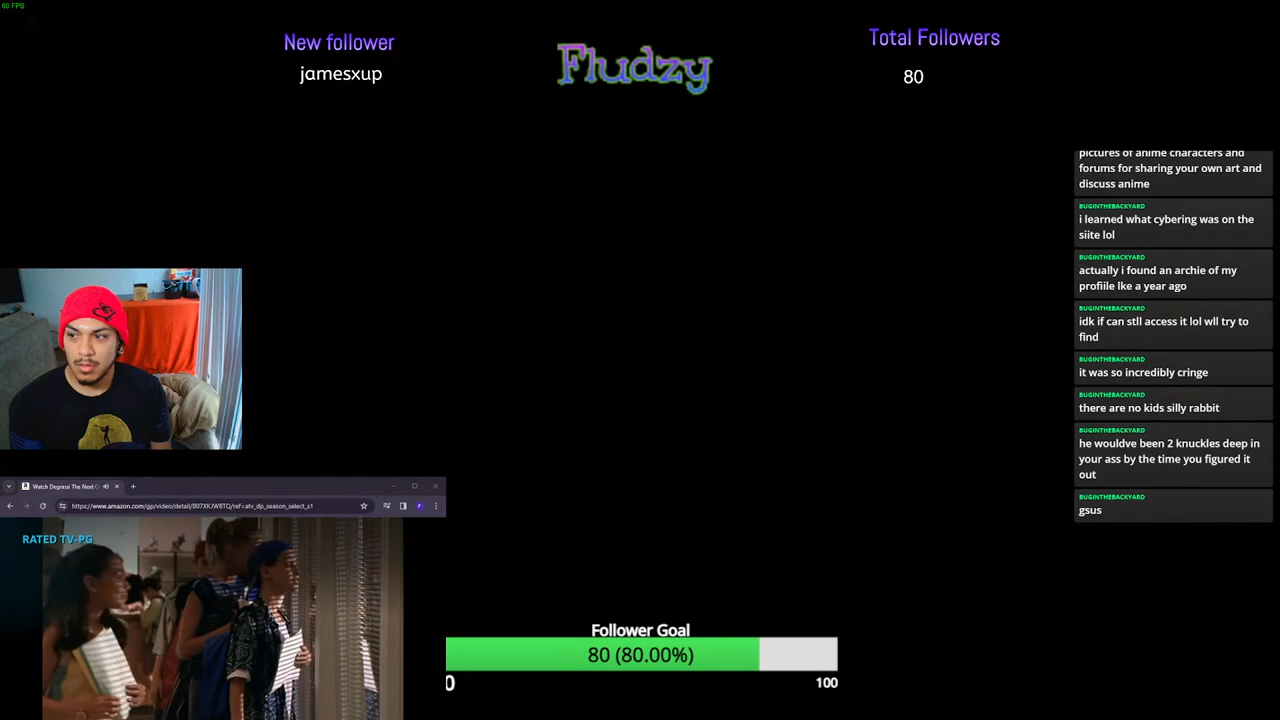 60 FPS
New follower
jamesxup
Fludzy
Total Followers
80
pictures of anime characters and
forums for sharing your own art and
discuss anime
BUGINTHEBACKYARD
i learned what cybering was on the
siite lol
BUGINTHEBACKYARD
actually i found an archie of my
profiile lke a year ago
BUGINTHEBACKYARD
idk if can stll access it lol wll try to
find
BUGINTHEBACKYARD
it was so incredibly cringe
BUGINTHEBACKYARD
there are no kids silly rabbit
BUGINTHEBACKYARD
he wouldve been 2 knuckles deep in
your ass by the time you figured it
out
BUGINTHEBACKYARD
gsus
Watch Degrassi The Next
https://www.amazon.com/gp/video/detail/B07XKJWBTQ/ref=atv_dp_season_select_s1
RATED TV-PG
Follower Goal
80 (80.00%)
0
100